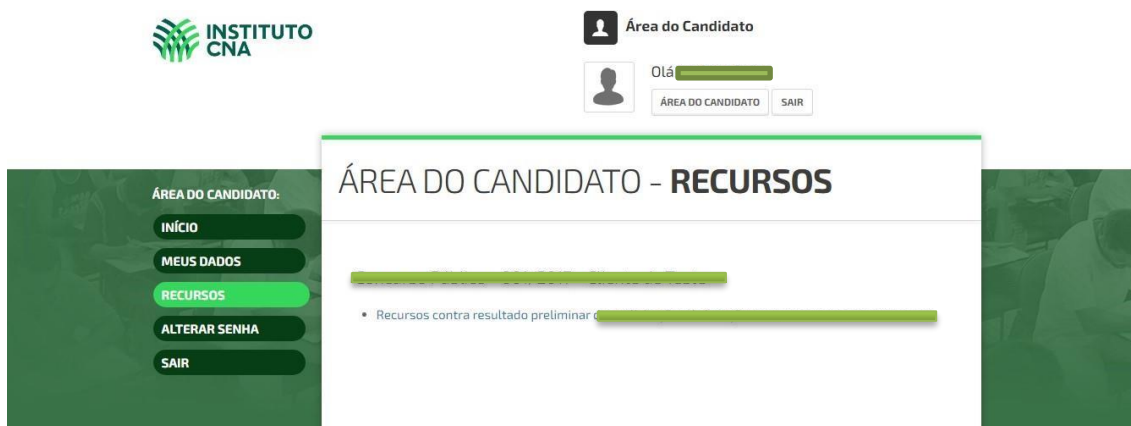 INSTITUTO
CNA
Área do Candidato
Olá
ÁREA DO CANDIDATO
SAIR
ÁREA DO CANDIDATO - RECURSOS
ÁREA DO CANDIDATO:
INÍCIO
MEUS DADOS
RECURSOS
ALTERAR SENHA
SAIR
• Recursos contra resultado preliminar